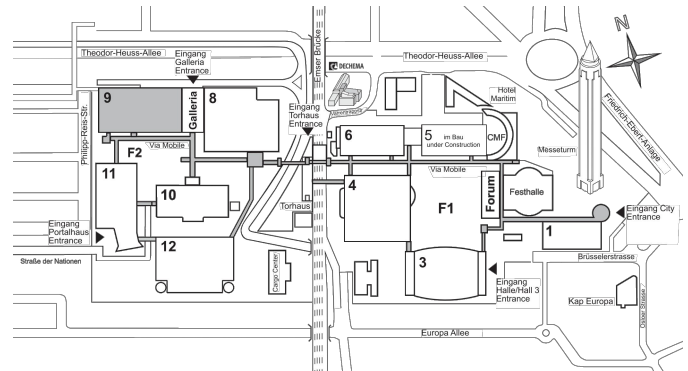 N
Theodor-Heuss-Allee
Eingang
Galleria
Entrance
Emser Brücke
DECHEMA
Theodor-Heuss-Allee
Philipp-Reis-Str.
9
Galleria
8
Eingang
Torhaus
Entrance
Hotel
Maritim
Friedrich-Ebert-Anlage
6
5
im Bau
under Construction
CMF
Messeturm
F2
Via Mobile
Via Mobile
11
10
4
F1
Forum
Festhalle
Torhaus
Eingang City
Entrance
Eingang
Portalhaus
Entrance
12
1
Straße der Nationen
Cargo Center
3
Eingang
Halle/Hall 3
Entrance
Brüsselerstrasse
Kap Europa
Osloer Strasse
Europa Allee